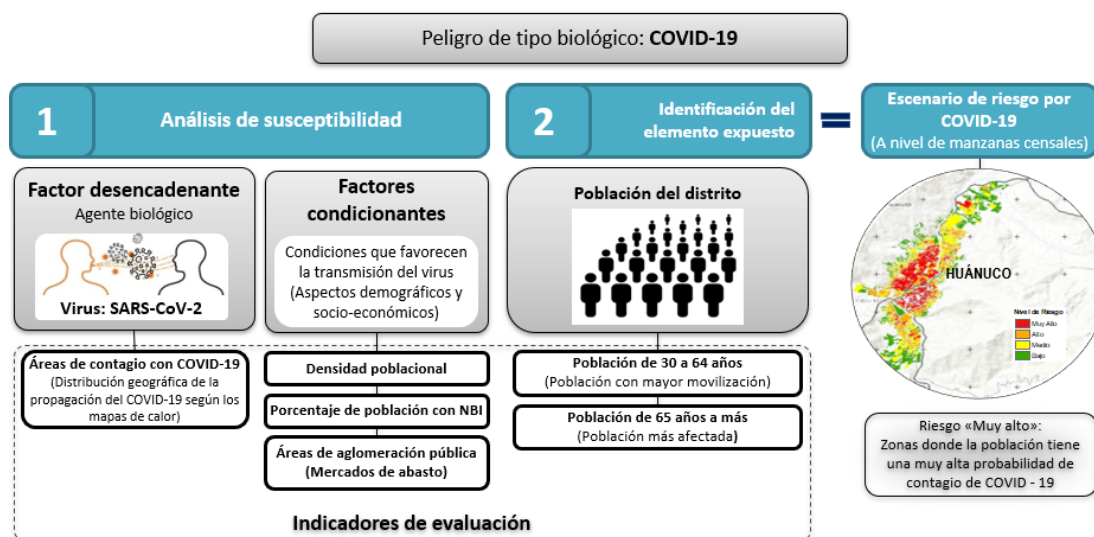 Peligro de tipo biológico: COVID-19
1
Análisis de susceptibilidad
2
Identificación del
elemento expuesto
=
Escenario de riesgo por
COVID-19
(A nivel de manzanas censales)
Factor desencadenante
Agente biológico
Virus: SARS-CoV-2
Factores
condicionantes
Condiciones que favorecen
la transmisión del virus
(Aspectos demográficos y
socio-económicos)
Población del distrito
HUÁNUCO
Nivel de Riesgo
Muy Alto
Alto
Medio
Bajo
Áreas de contagio con COVID-19
(Distribución geográfica de la
propagación del COVID-19 según los
mapas de calor)
Densidad poblacional
Porcentaje de población con NBI
Áreas de aglomeración pública
(Mercados de abasto)
Población de 30 a 64 años
(Población con mayor movilización)
Población de 65 años a más
(Población más afectada)
Riesgo «Muy alto»:
Zonas donde la población tiene
una muy alta probabilidad de
contagio de COVID - 19
Indicadores de evaluación